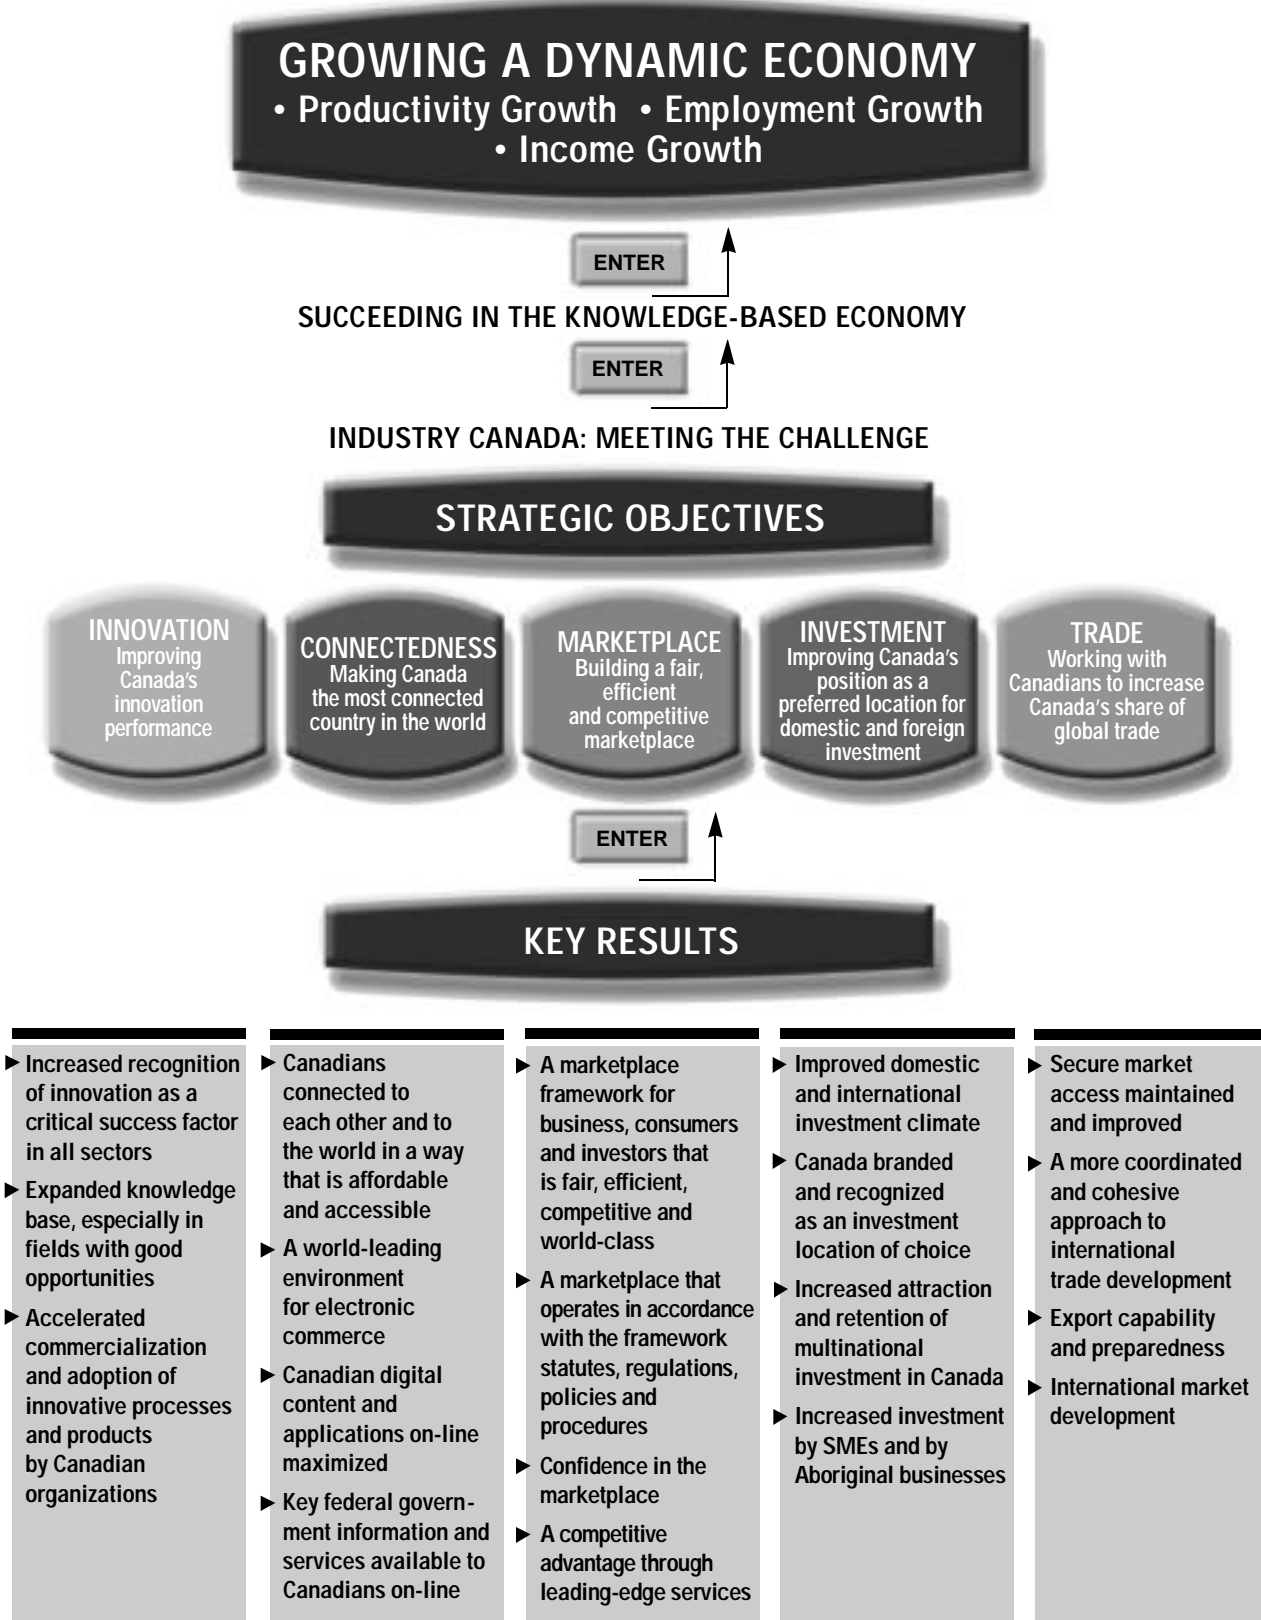 GROWING A DYNAMIC ECONOMY
• Productivity Growth • Employment Growth
• Income Growth
ENTER
SUCCEEDING IN THE KNOWLEDGE-BASED ECONOMY
ENTER
INDUSTRY CANADA: MEETING THE CHALLENGE
STRATEGIC OBJECTIVES
INNOVATION
Improving
Canada's
innovation
performance
CONNECTEDNESS
Making Canada
the most connected
country in the world
MARKETPLACE
Building a fair,
efficient
and competitive
marketplace
INVESTMENT
Improving Canada's
position as a
preferred location for
domestic and foreign
investment
TRADE
Working with
Canadians to increase
Canada's share of
global trade
ENTER
KEY RESULTS
► Increased recognition
of innovation as a
critical success factor
in all sectors
► Expanded knowledge
base, especially in
fields with good
opportunities
► Accelerated
commercialization
and adoption of
innovative processes
and products
by Canadian
organizations
► Canadians
connected to
each other and to
the world in a way
that is affordable
and accessible
► A world-leading
environment
for electronic
commerce
► Canadian digital
content and
applications on-line
maximized
► Key federal govern-
ment information and
services available to
Canadians on-line
► A marketplace
framework for
business, consumers
and investors that
is fair, efficient,
competitive and
world-class
► A marketplace that
operates in accordance
with the framework
statutes, regulations,
policies and
procedures
► Confidence in the
marketplace
► A competitive
advantage through
leading-edge services
► Improved domestic
and international
investment climate
► Canada branded
and recognized
as an investment
location of choice
► Increased attraction
and retention of
multinational
investment in Canada
► Increased investment
by SMEs and by
Aboriginal businesses
► Secure market
access maintained
and improved
► A more coordinated
and cohesive
approach to
international
trade development
► Export capability
and preparedness
► International market
development